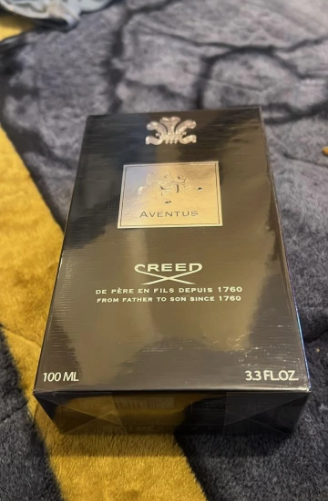 AVENTUS
CREED
DE PÈRE EN FILS DEPUIS 1760
FROM FATHER TO SON SINCE 1760
100 ML 3.3 FL.OZ.